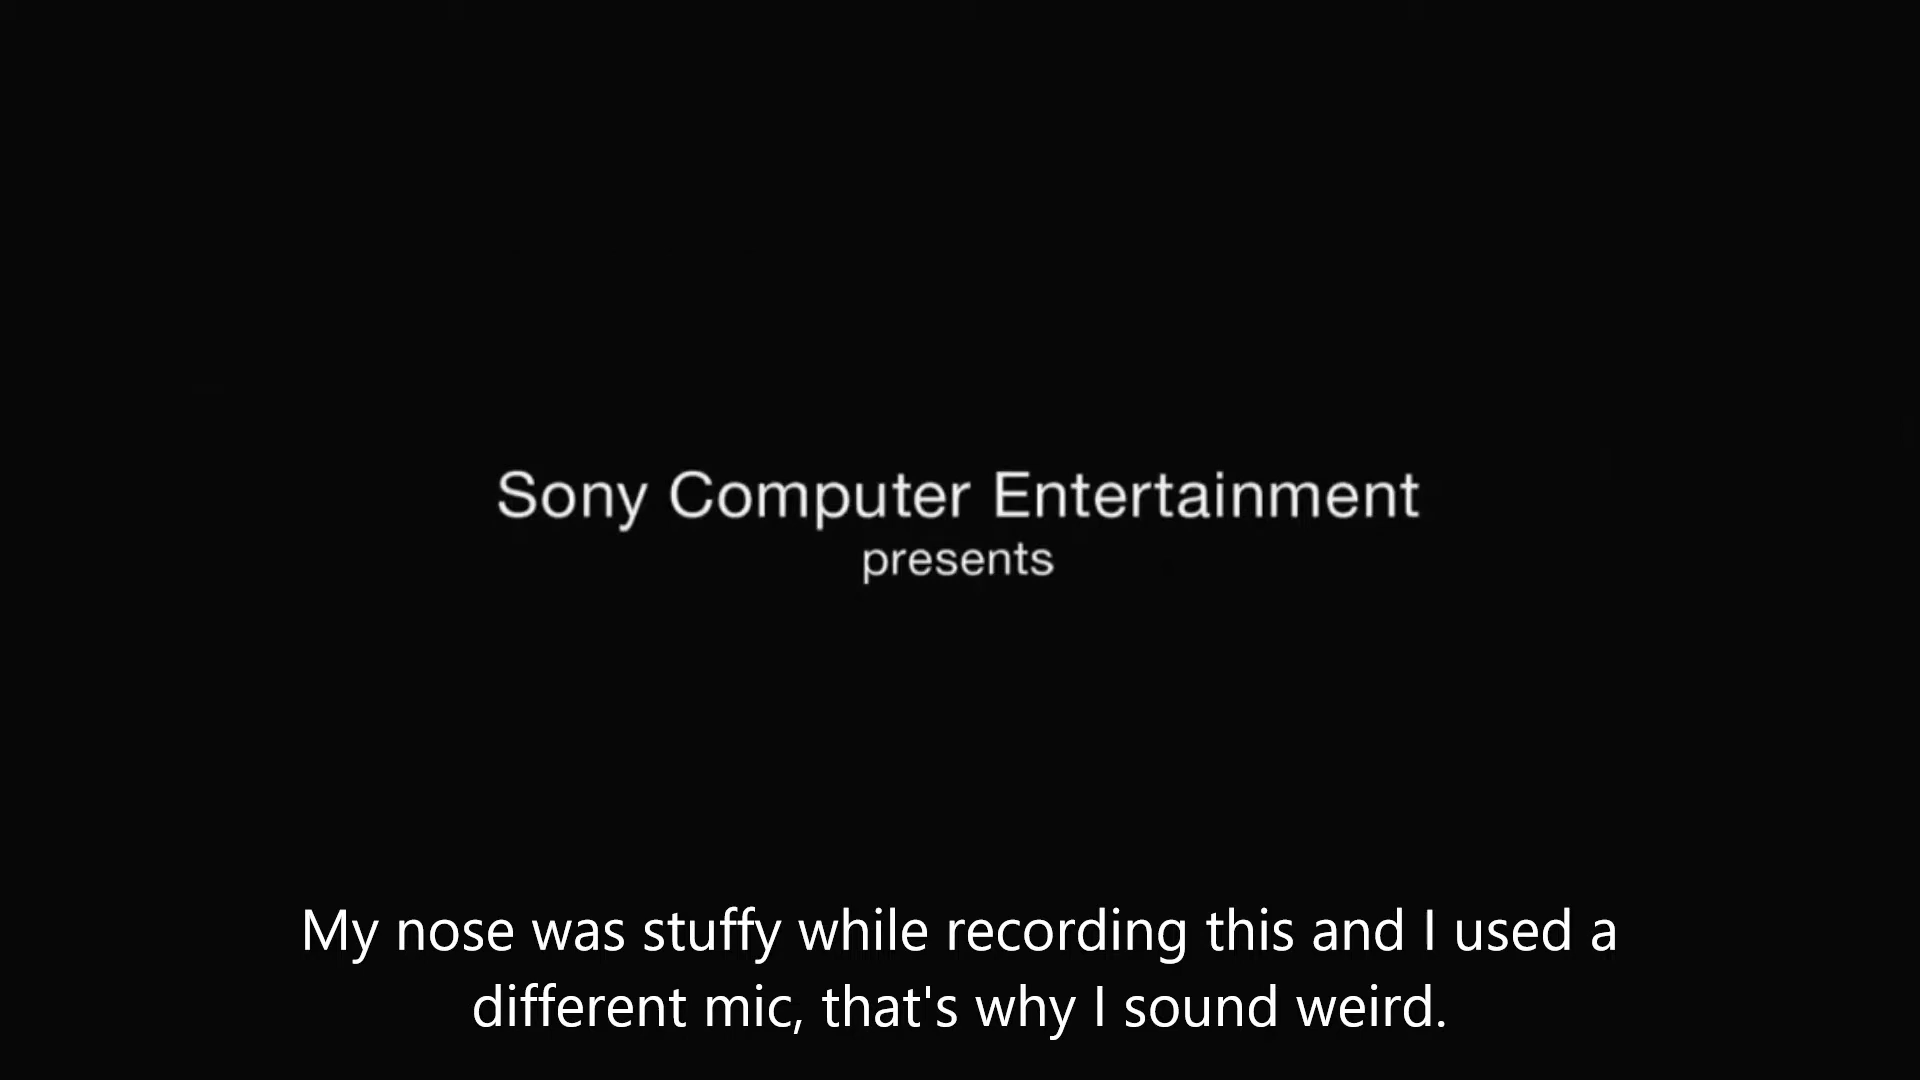 Sony Computer Entertainment
presents
My nose was stuffy while recording this and I used a
different mic, that's why I sound weird.